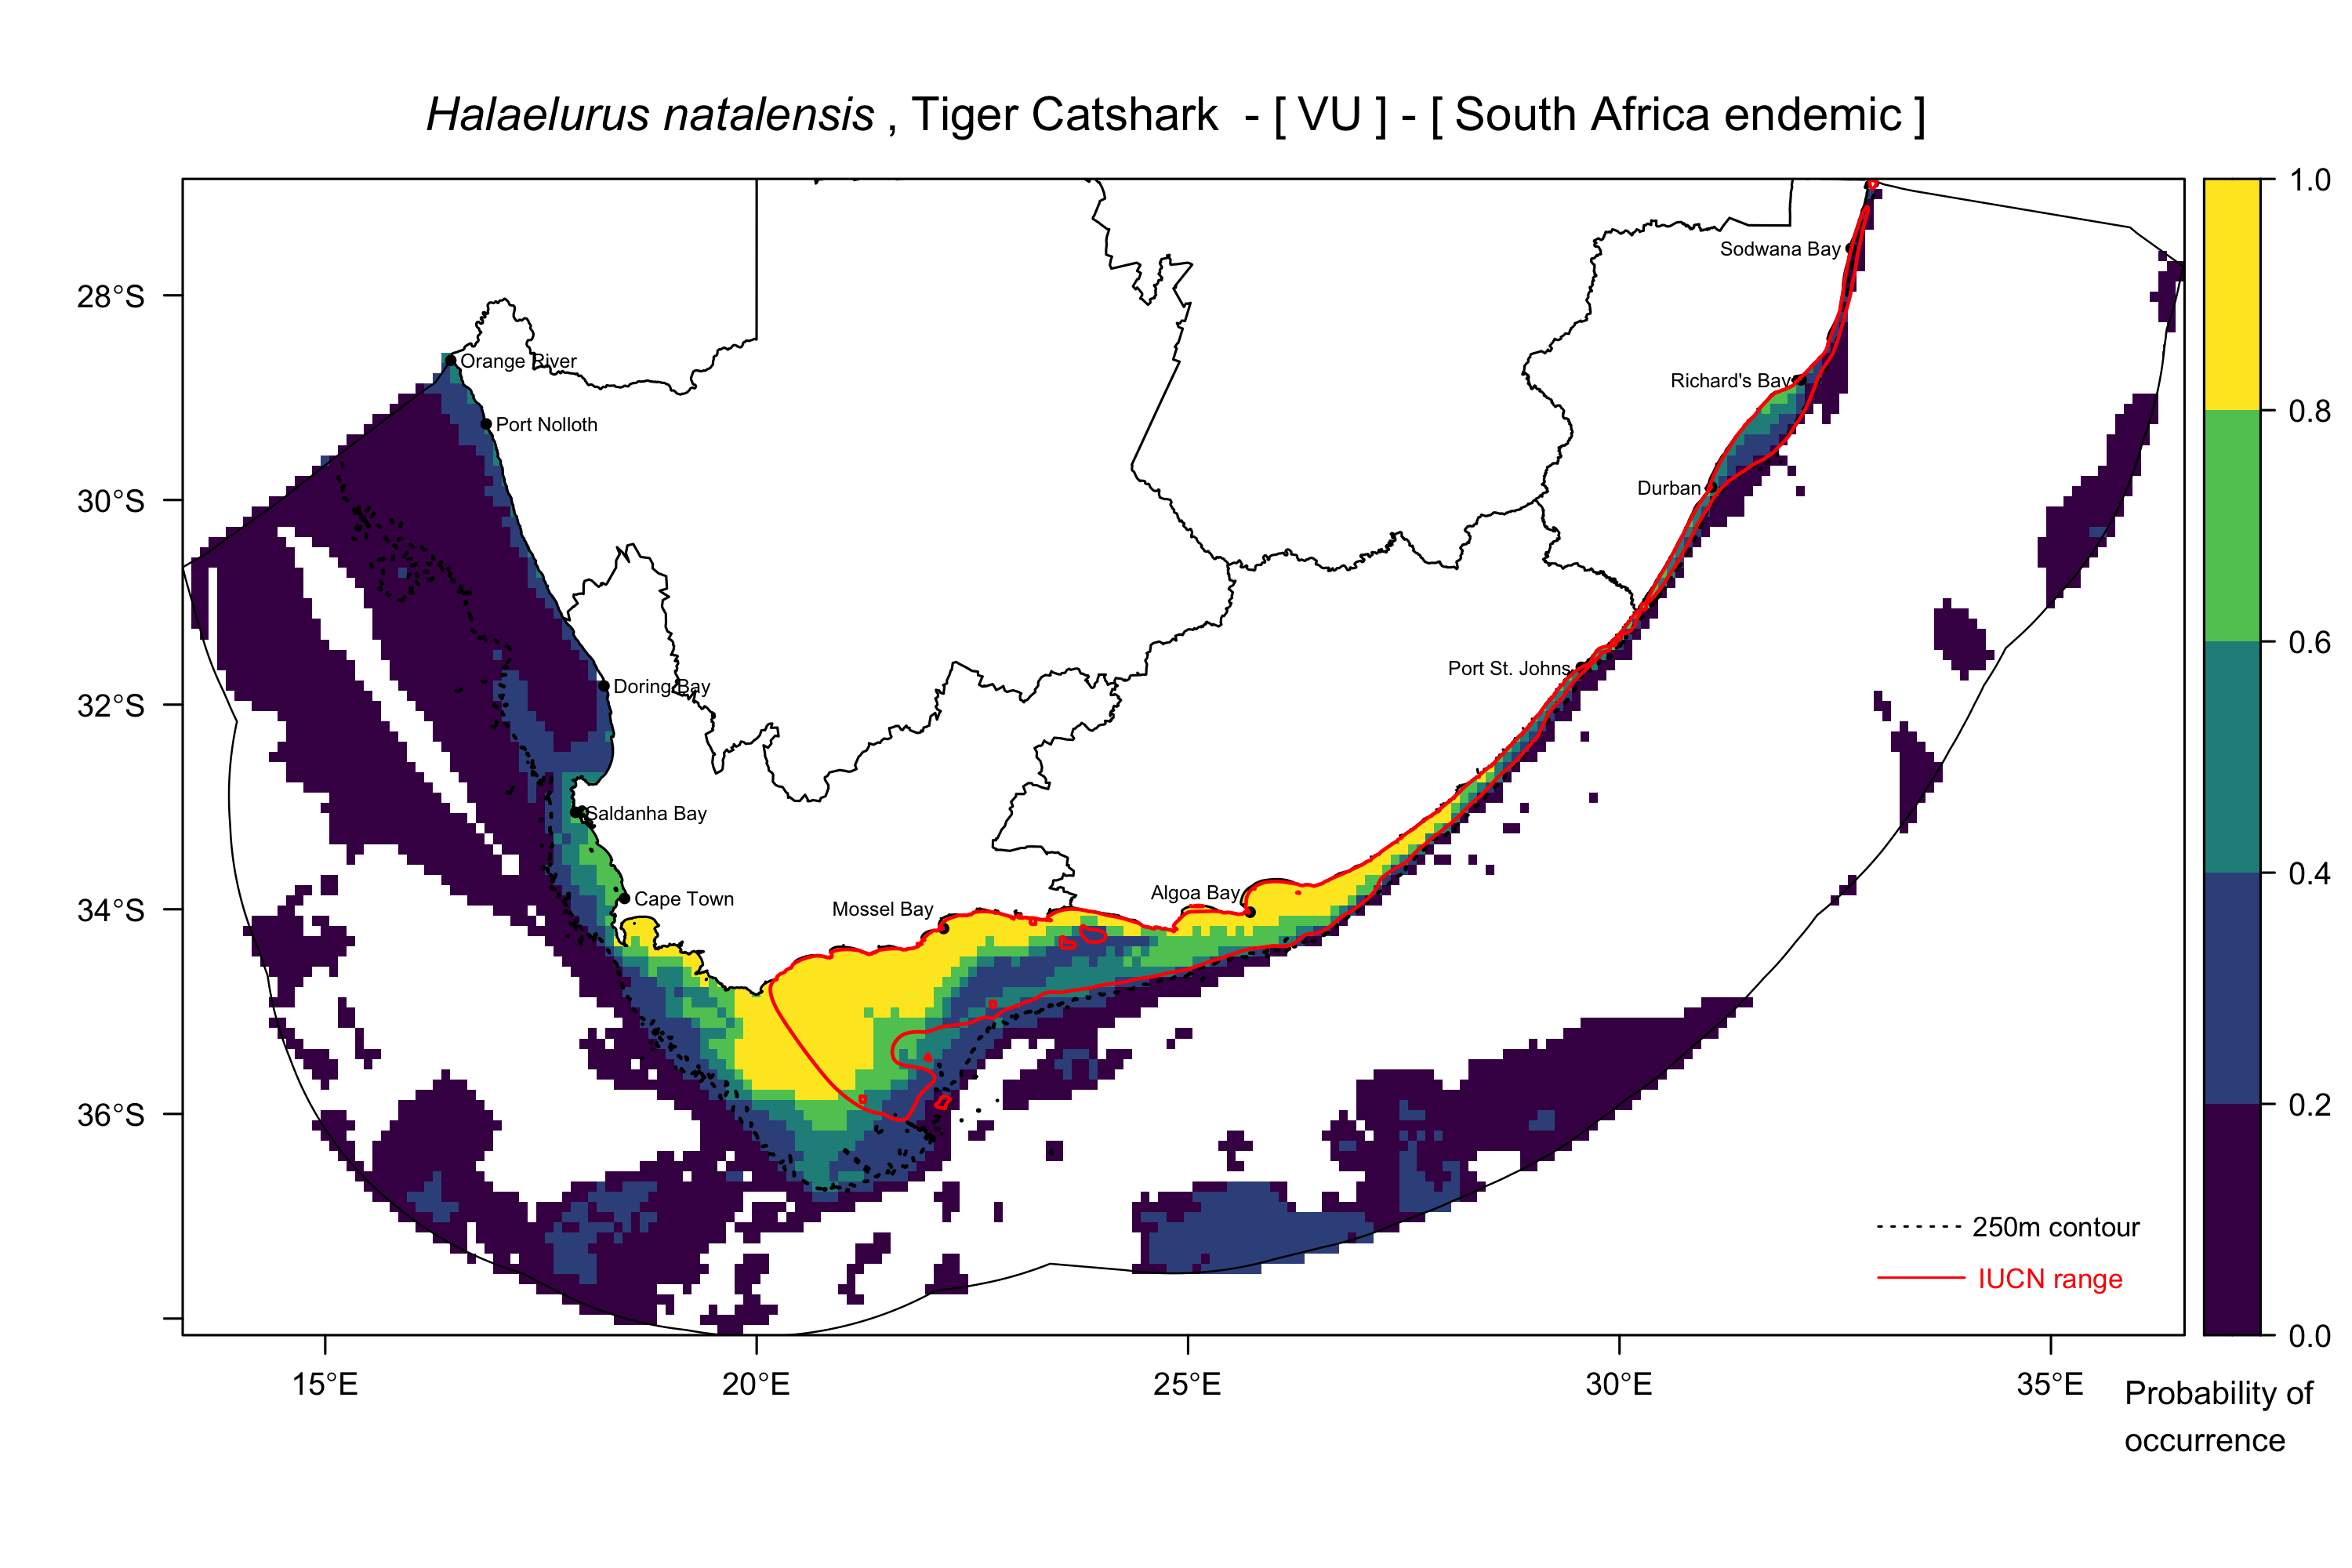 Halaelurus natalensis , Tiger Catshark - [ VU ] - [ South Africa endemic ]
1.0
Sodwana Bay
28°S
Orange River
Richard's Bay
0.8
Port Nolloth
Durban
30°S
0.6
Port St. Johns
Doring Bay
32°S
Saldanha Bay
0.4
Algoa Bay
Cape Town
Mossel Bay
34°S
0.2
36°S
250m contour
IUCN range
0.0
15°E
20°E
25°E
30°E
35°E
Probability of
occurrence